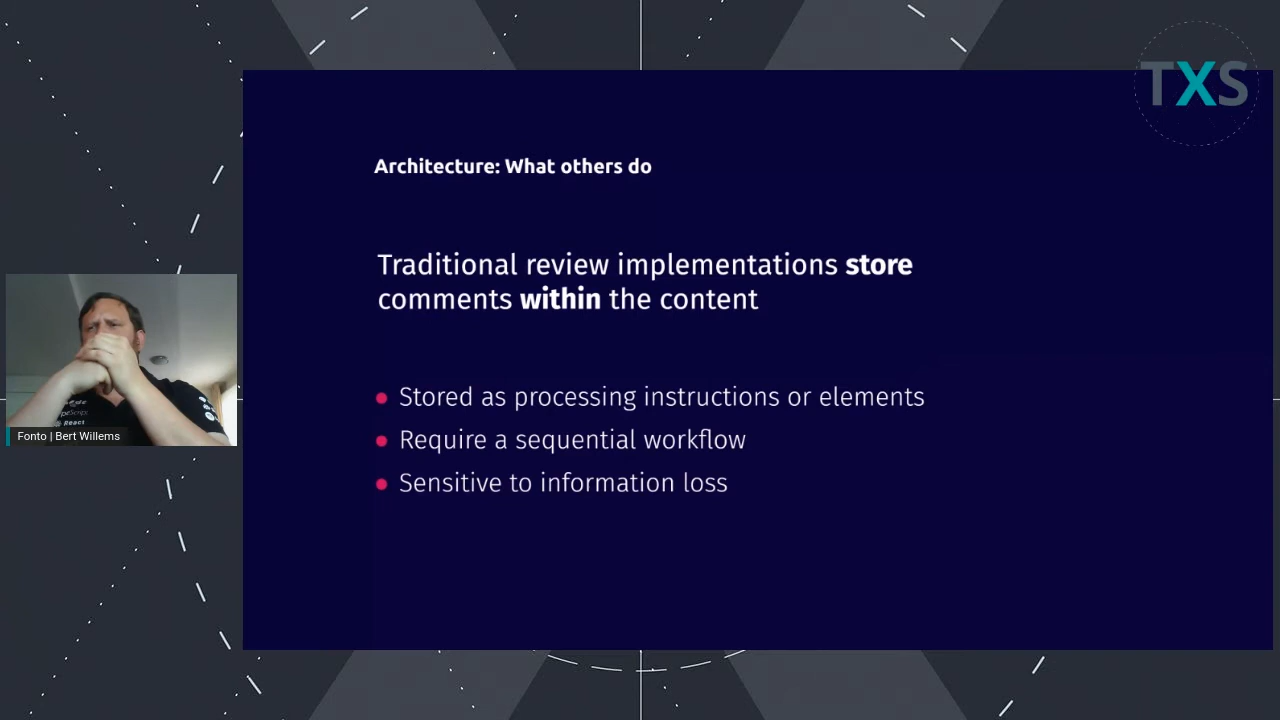 TXS
Architecture: What others do
Traditional review implementations store
comments within the content
Stored as processing instructions or elements
Require a sequential workflow
Sensitive to information loss
React
Fonto | Bert Willems